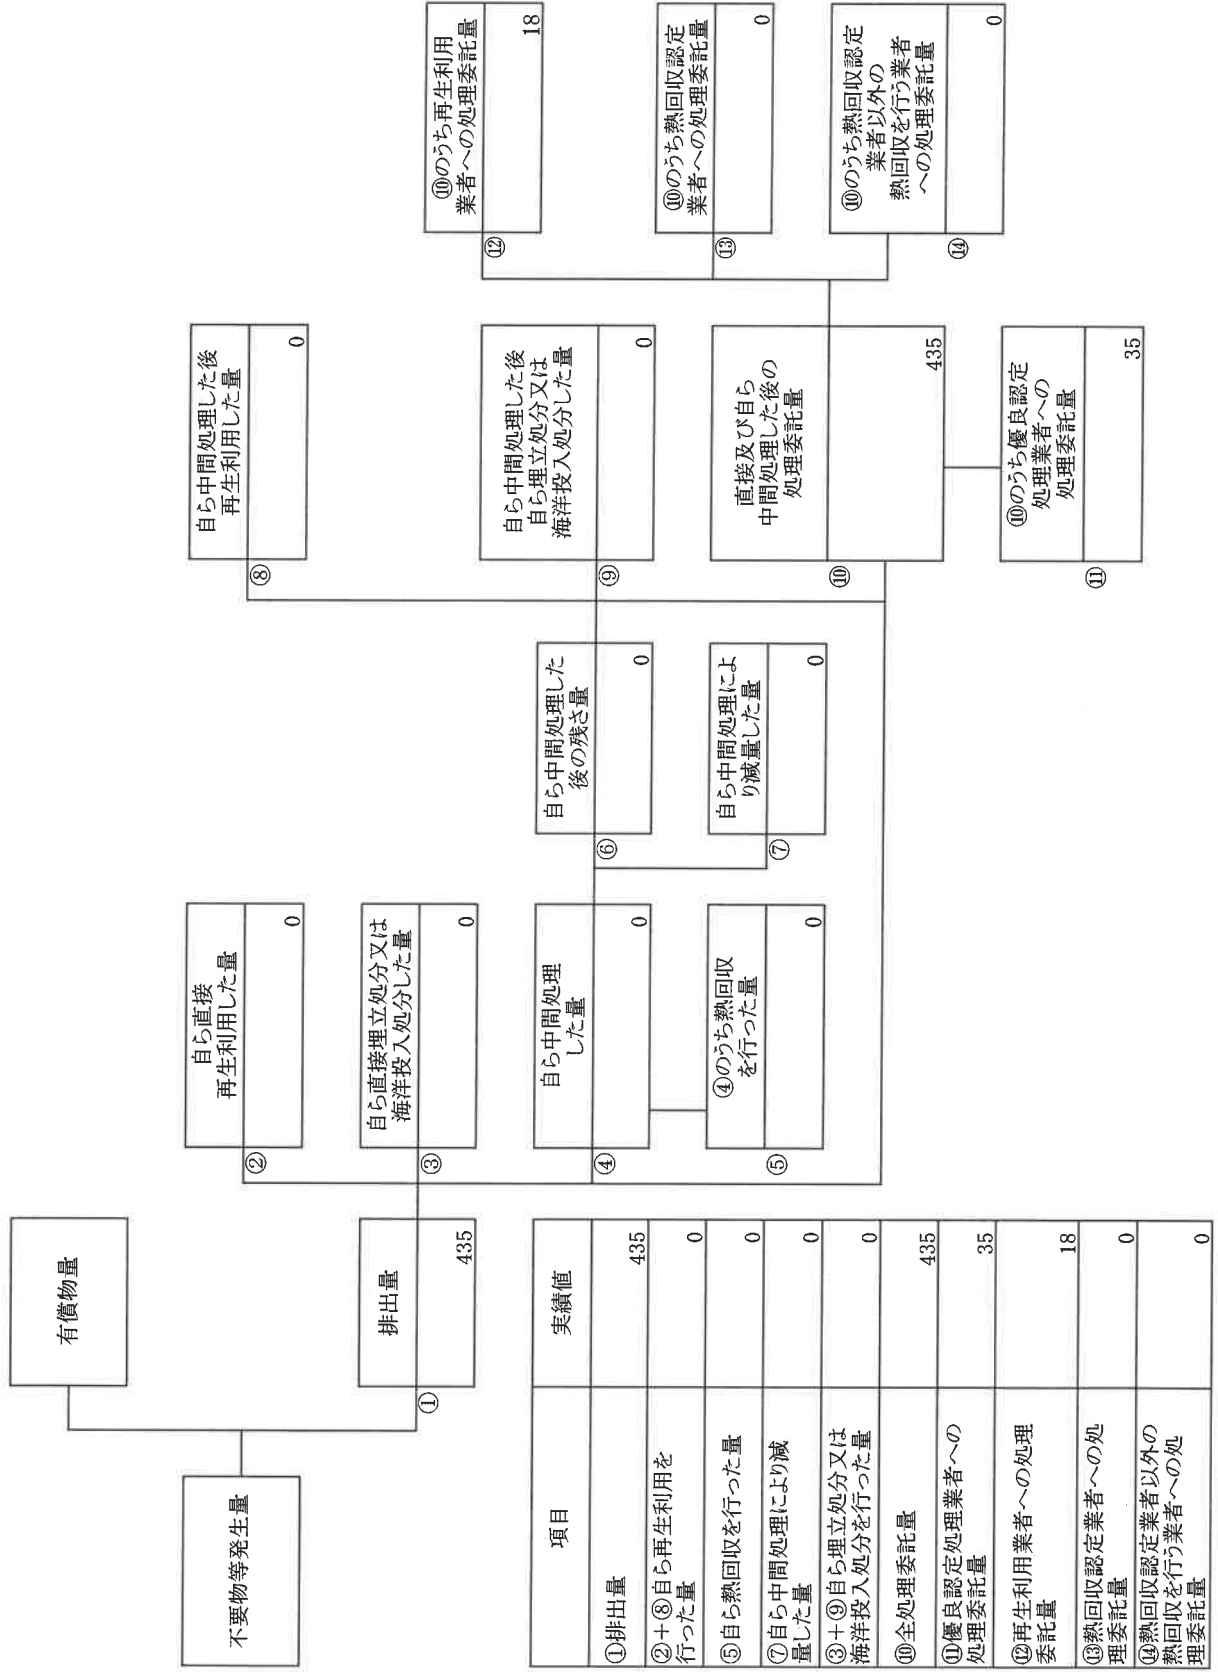 不要物等発生量
有償物量
①
排出量
435
②
自ら直接
再生利用した量
0
③
自ら直接埋立処分又は
海洋投入処分した量
0
④
自ら中間処理
した量
0
⑤
④のうち熱回収
を行った量
0
⑥
自ら中間処理した
後の残さ量
0
⑦
自ら中間処理によ
り減量した量
0
⑧
自ら中間処理した後
再生利用した量
0
⑨
自ら中間処理した後
自ら埋立処分又は
海洋投入処分した量
0
⑩
直接及び自ら
中間処理した後の
処理委託量
435
⑪
⑩のうち優良認定
処理業者への
処理委託量
35
⑫
⑩のうち再生利用
業者への処理委託量
18
⑬
⑩のうち熱回収認定
業者への処理委託量
0
⑭
⑩のうち熱回収認定
業者以外の
熱回収を行う業者
への処理委託量
0
項目 実績値
①排出量 435
②+⑧自ら再生利用を
行った量 0
⑤自ら熱回収を行った量 0
⑦自ら中間処理により減
量した量 0
③+⑨自ら埋立処分又は
海洋投入処分を行った量 0
⑩全処理委託量 435
⑪優良認定処理業者への
処理委託量 35
⑫再生利用業者への処理
委託量 18
⑬熱回収認定業者への処
理委託量 0
⑭熱回収認定業者以外の
熱回収を行う業者への処
理委託量 0